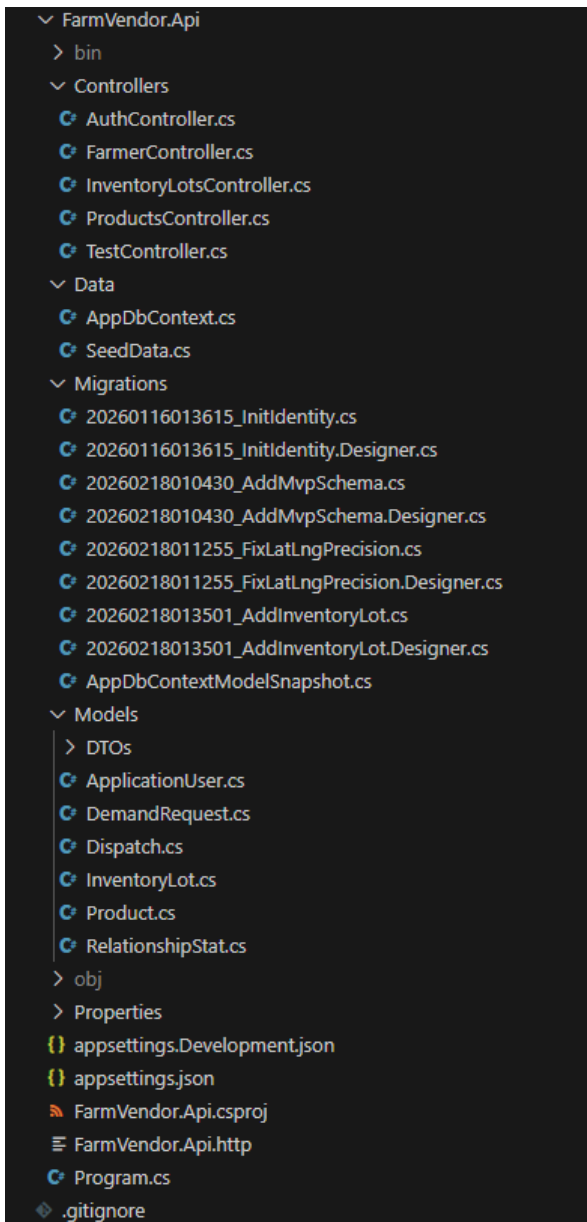 FarmVendor.Api
bin
Controllers
C# AuthController.cs
C# FarmerController.cs
C# InventoryLotsController.cs
C# ProductsController.cs
C# TestController.cs
Data
C# AppDbContext.cs
C# SeedData.cs
Migrations
C# 20260116013615_InitIdentity.cs
C# 20260116013615_InitIdentity.Designer.cs
C# 20260218010430_AddMvpSchema.cs
C# 20260218010430_AddMvpSchema.Designer.cs
C# 20260218011255_FixLatLngPrecision.cs
C# 20260218011255_FixLatLngPrecision.Designer.cs
C# 20260218013501_AddInventoryLot.cs
C# 20260218013501_AddInventoryLot.Designer.cs
C# AppDbContextModelSnapshot.cs
Models
DTOs
C# ApplicationUser.cs
C# DemandRequest.cs
C# Dispatch.cs
C# InventoryLot.cs
C# Product.cs
C# RelationshipStat.cs
obj
Properties
{} appsettings.Development.json
{} appsettings.json
FarmVendor.Api.csproj
FarmVendor.Api.http
C# Program.cs
.gitignore